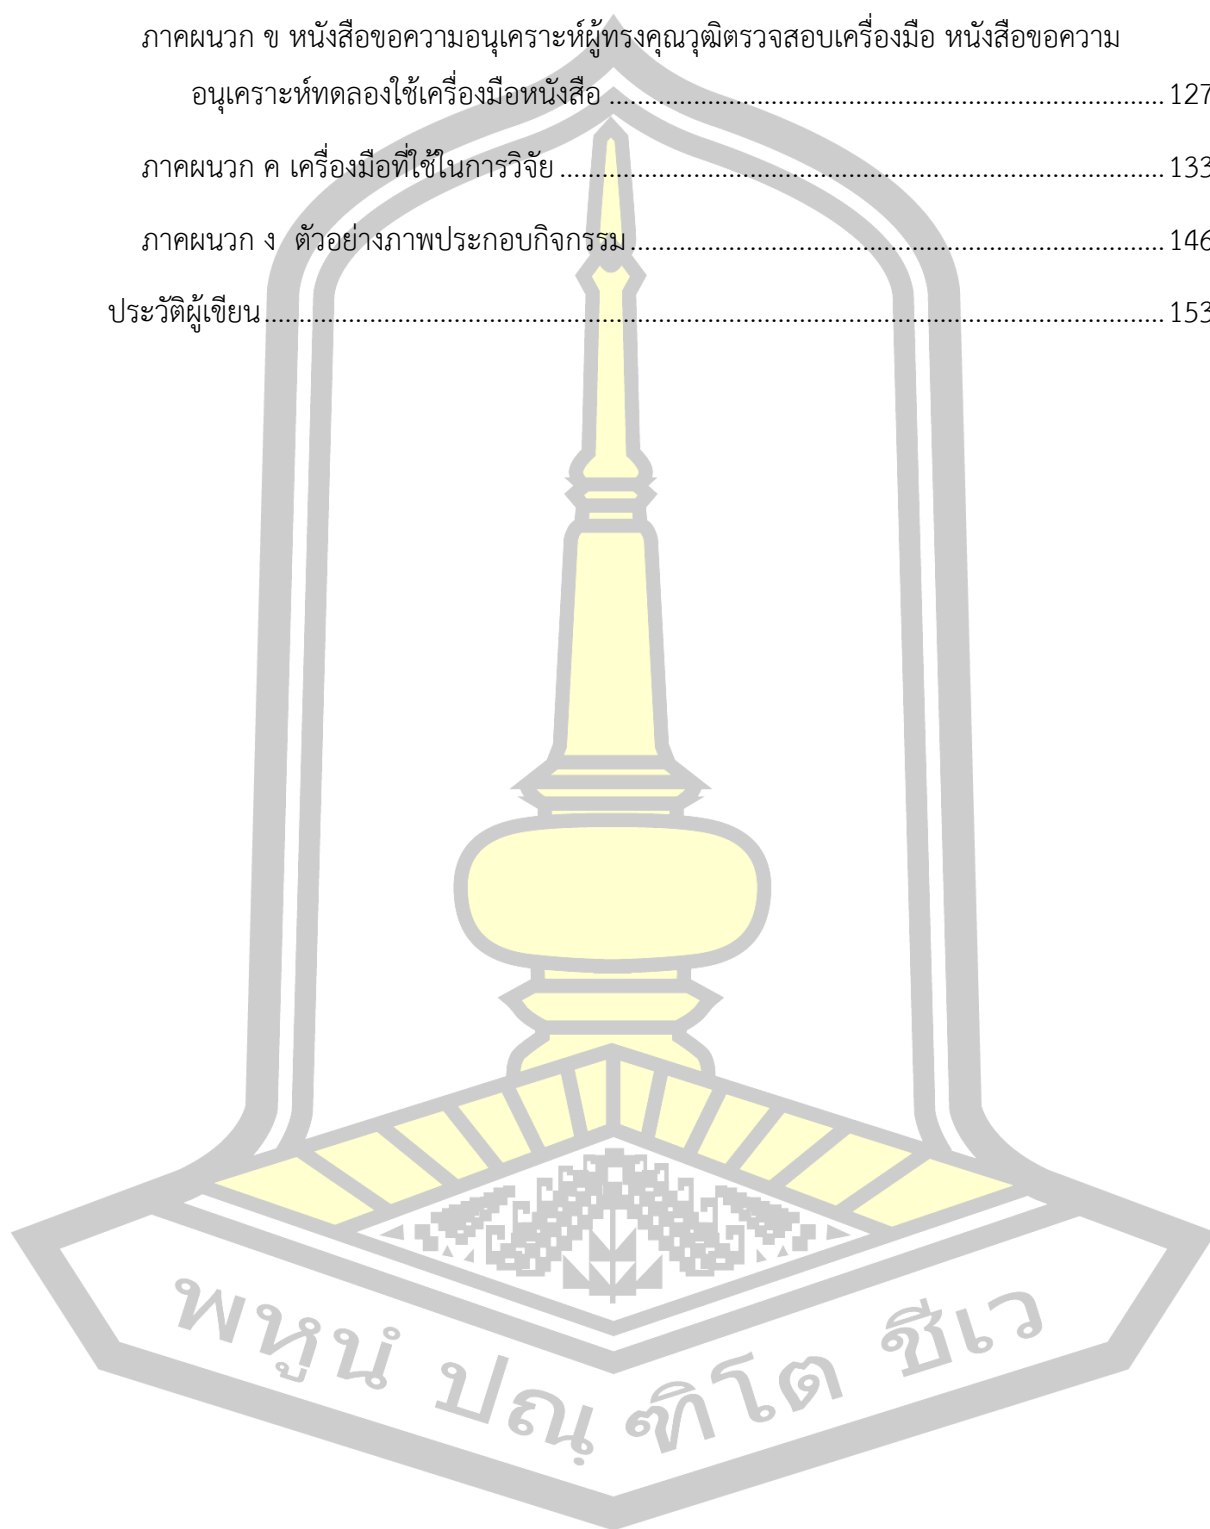 ภาคผนวก ข หนังสือขอความอนุเคราะห์ผู้ทรงคุณวุฒิตรวจสอบเครื่องมือ หนังสือขอความ
อนุเคราะห์ทดลองใช้เครื่องมือหนังสือ ........................................................................ 127
ภาคผนวก ค เครื่องมือที่ใช้ในการวิจัย ............................................................................... 133
ภาคผนวก ง  ตัวอย่างภาพประกอบกิจกรรม ..................................................................... 146
ประวัติผู้เขียน .................................................................................................................... 153
พหูนํ ปณฺฑิโต ชีเว